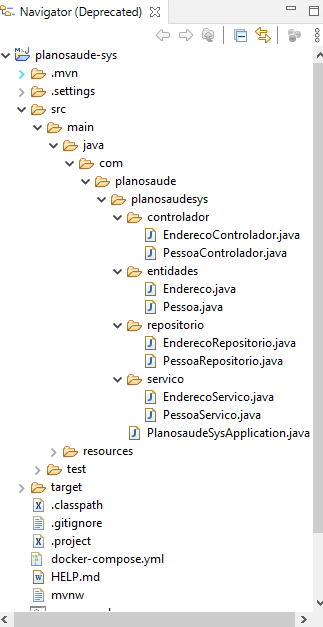 Navigator (Deprecated)
planosaude-sys
.mvn
.settings
src
main
java
com
planosaude
planosaudesys
controlador
EnderecoControlador.java
PessoaControlador.java
entidades
Endereco.java
Pessoa.java
repositorio
EnderecoRepositorio.java
PessoaRepositorio.java
servico
EnderecoServico.java
PessoaServico.java
PlanosaudeSysApplication.java
resources
test
target
.classpath
.gitignore
.project
docker-compose.yml
HELP.md
mvnw